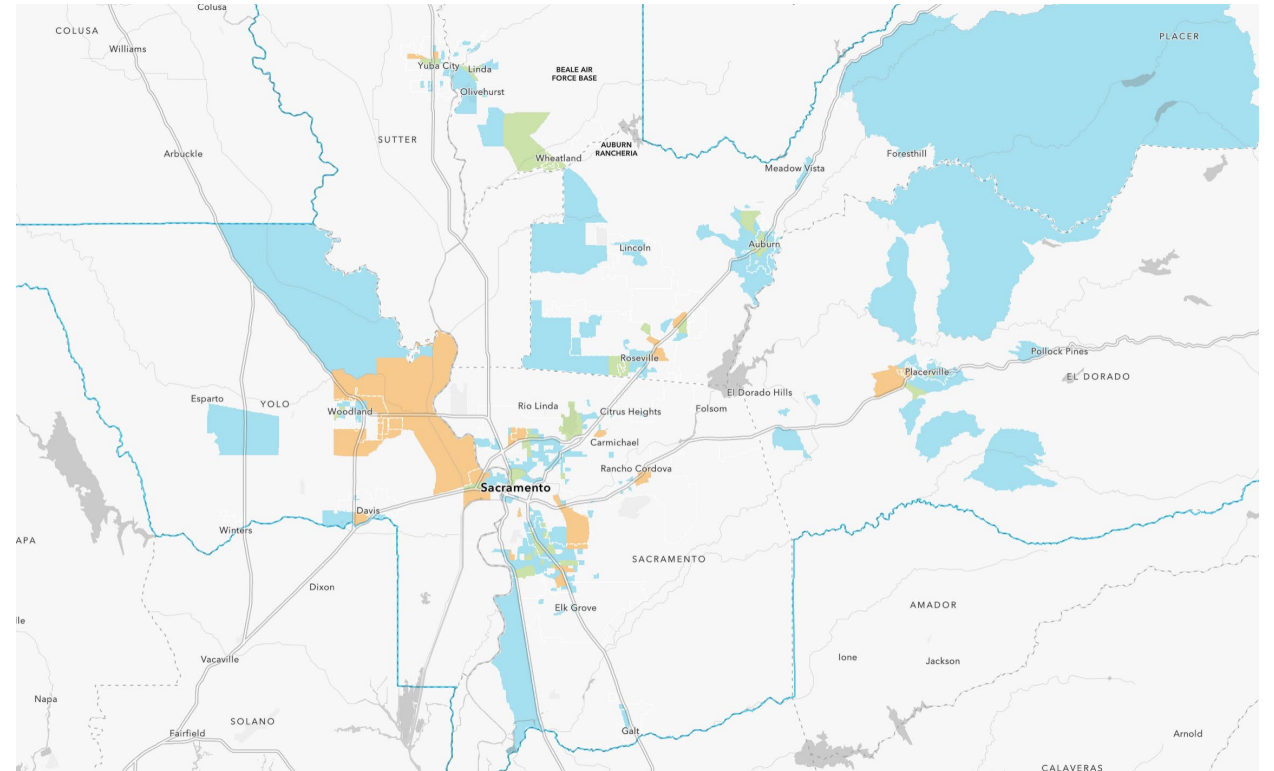 Colusa
COLUSA
Williams
PLACER
Yuba City
Linda
BEALE AIR
FORCE BASE
Olivehurst
SUTTER
Arbuckle
AUBURN
RANCHERIA
Wheatland
Foresthill
Meadow Vista
Auburn
Lincoln
Roseville
Pollock Pines
Placerville
EL DORADO
Esparto
YOLO
El Dorado Hills
Woodland
Rio Linda
Citrus Heights
Folsom
Carmichael
Rancho Cordova
Sacramento
Davis
Winters
APA
SACRAMENTO
Dixon
Elk Grove
AMADOR
lle
Vacaville
Ione
Jackson
Napa
SOLANO
Galt
Fairfield
Arnold
CALAVERAS